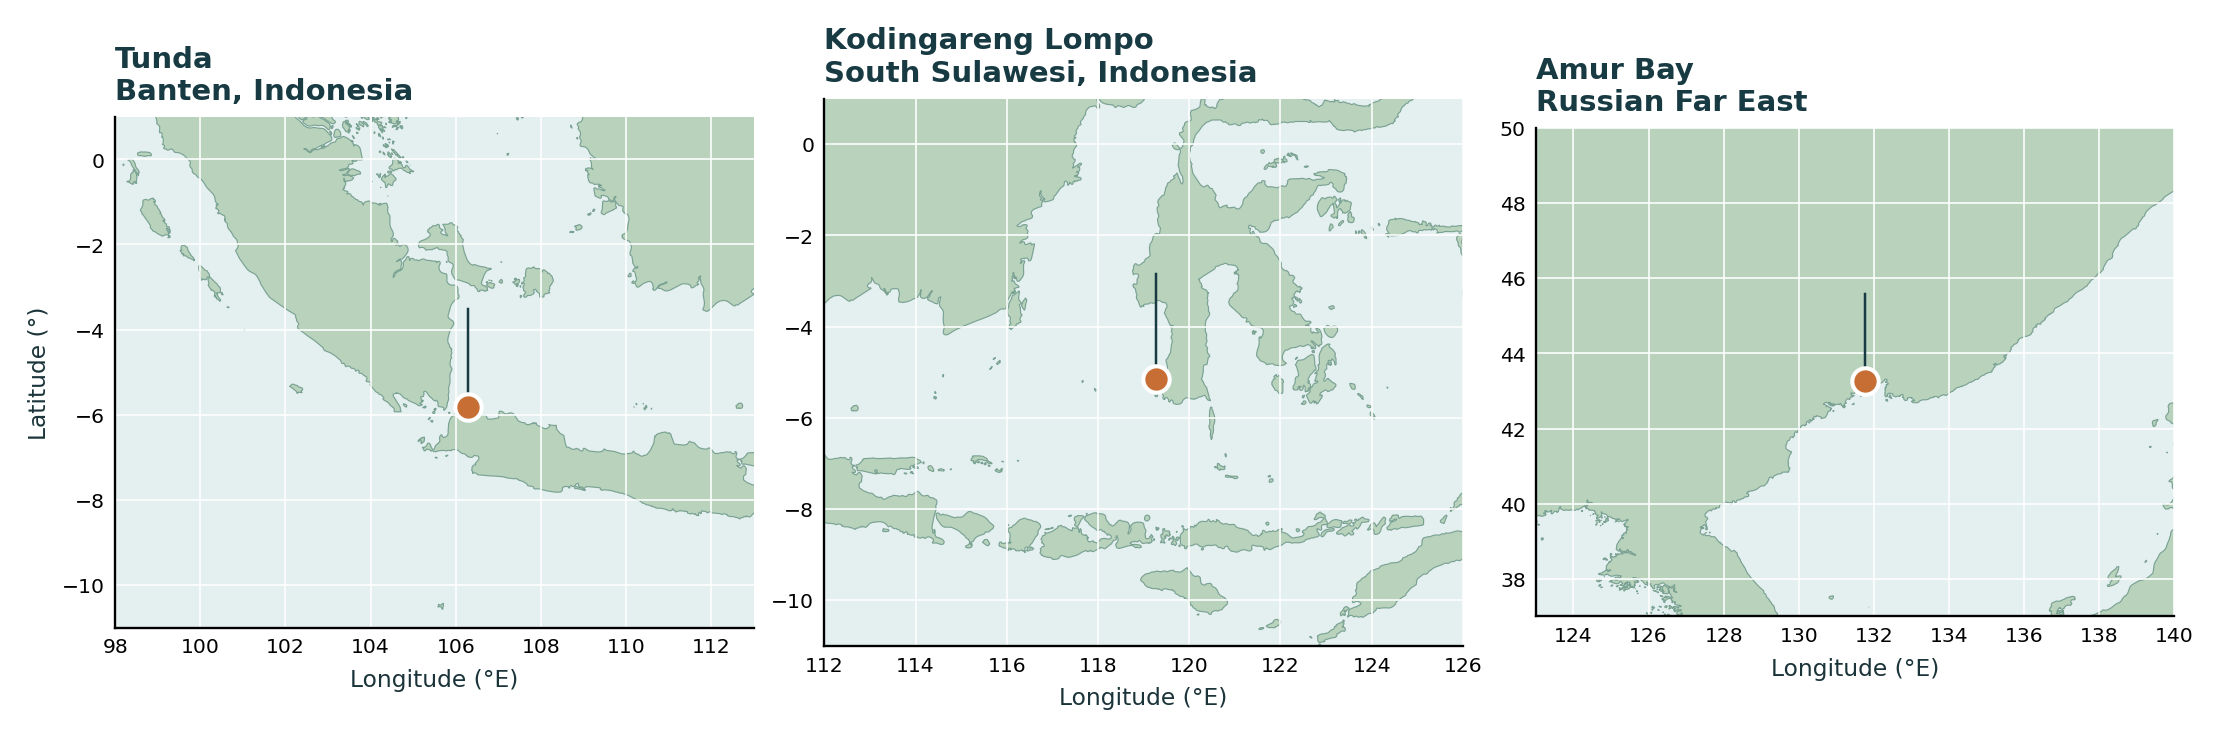 Tunda
Banten, Indonesia
Latitude (°)
0
−2
−4
−6
−8
−10
98 100 102 104 106 108 110 112
Longitude (°E)
Kodingareng Lompo
South Sulawesi, Indonesia
0
−2
−4
−6
−8
−10
112 114 116 118 120 122 124 126
Longitude (°E)
Amur Bay
Russian Far East
50
48
46
44
42
40
38
124 126 128 130 132 134 136 138 140
Longitude (°E)